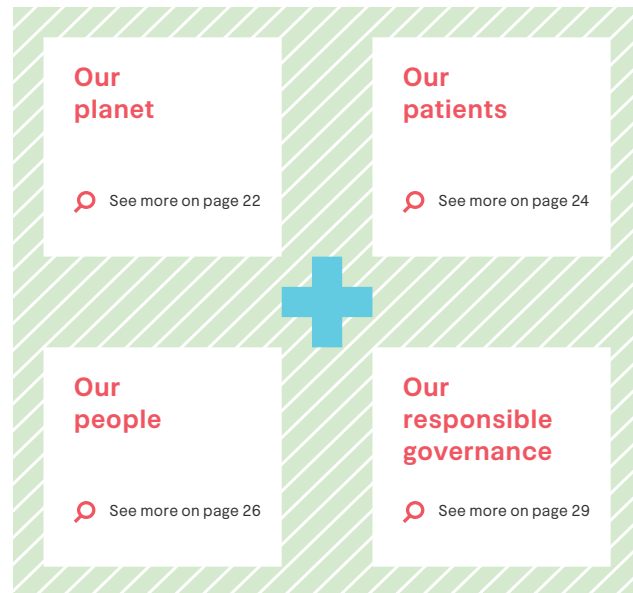 Our
planet
See more on page 22
Our
patients
See more on page 24
Our
people
See more on page 26
Our
responsible
governance
See more on page 29